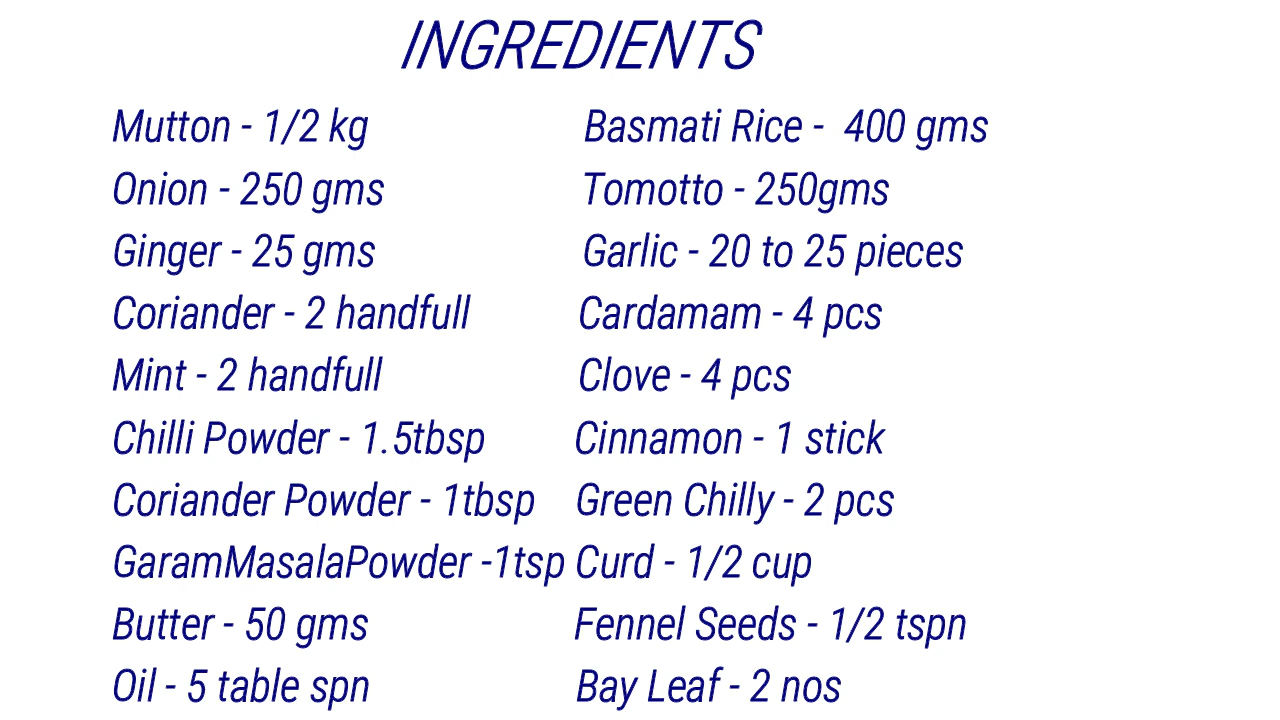 INGREDIENTS
Mutton - 1/2 kg
Onion - 250 gms
Ginger - 25 gms
Coriander - 2 handfull
Mint - 2 handfull
Chilli Powder - 1.5tbsp
Coriander Powder - 1tbsp
GaramMasalaPowder -1tsp
Butter - 50 gms
Oil - 5 table spn
Basmati Rice - 400 gms
Tomotto - 250gms
Garlic - 20 to 25 pieces
Cardamam - 4 pcs
Clove - 4 pcs
Cinnamon - 1 stick
Green Chilly - 2 pcs
Curd - 1/2 cup
Fennel Seeds - 1/2 tspn
Bay Leaf - 2 nos